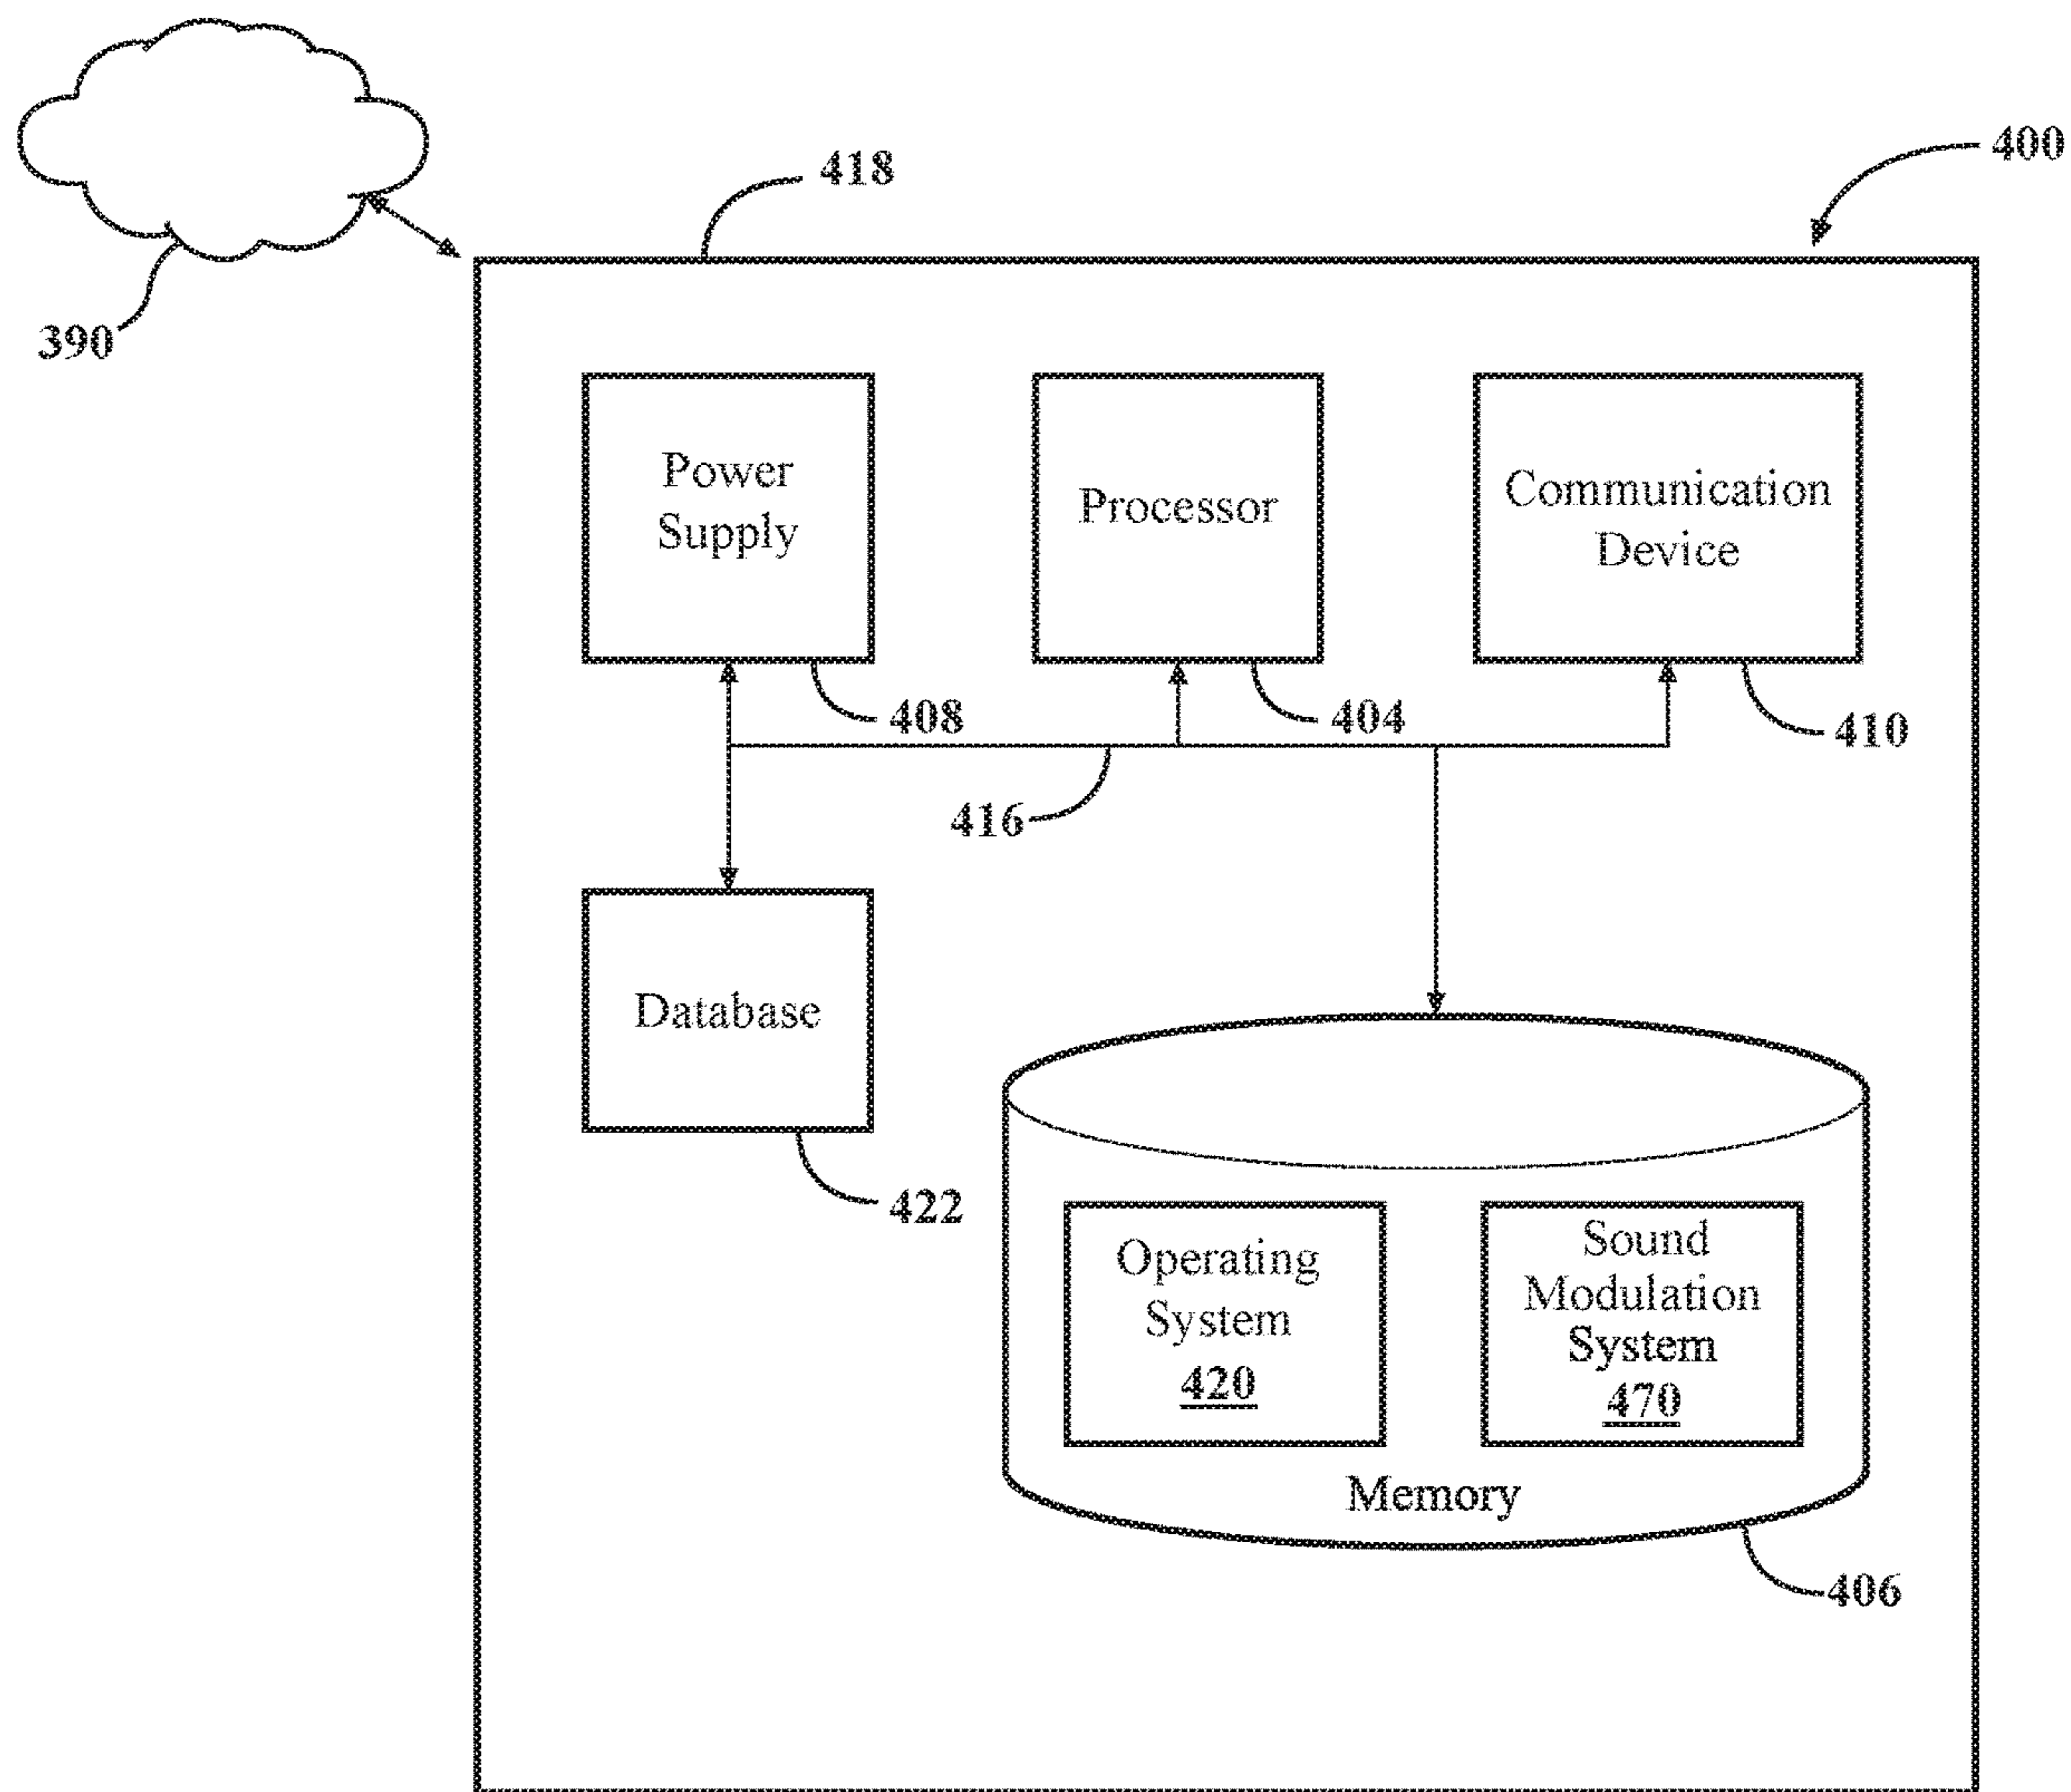 400
418
390
Power
Supply
Processor
Communication
Device
408
404
410
416
Database
422
Operating
System
420
Sound
Modulation
System
470
Memory
406